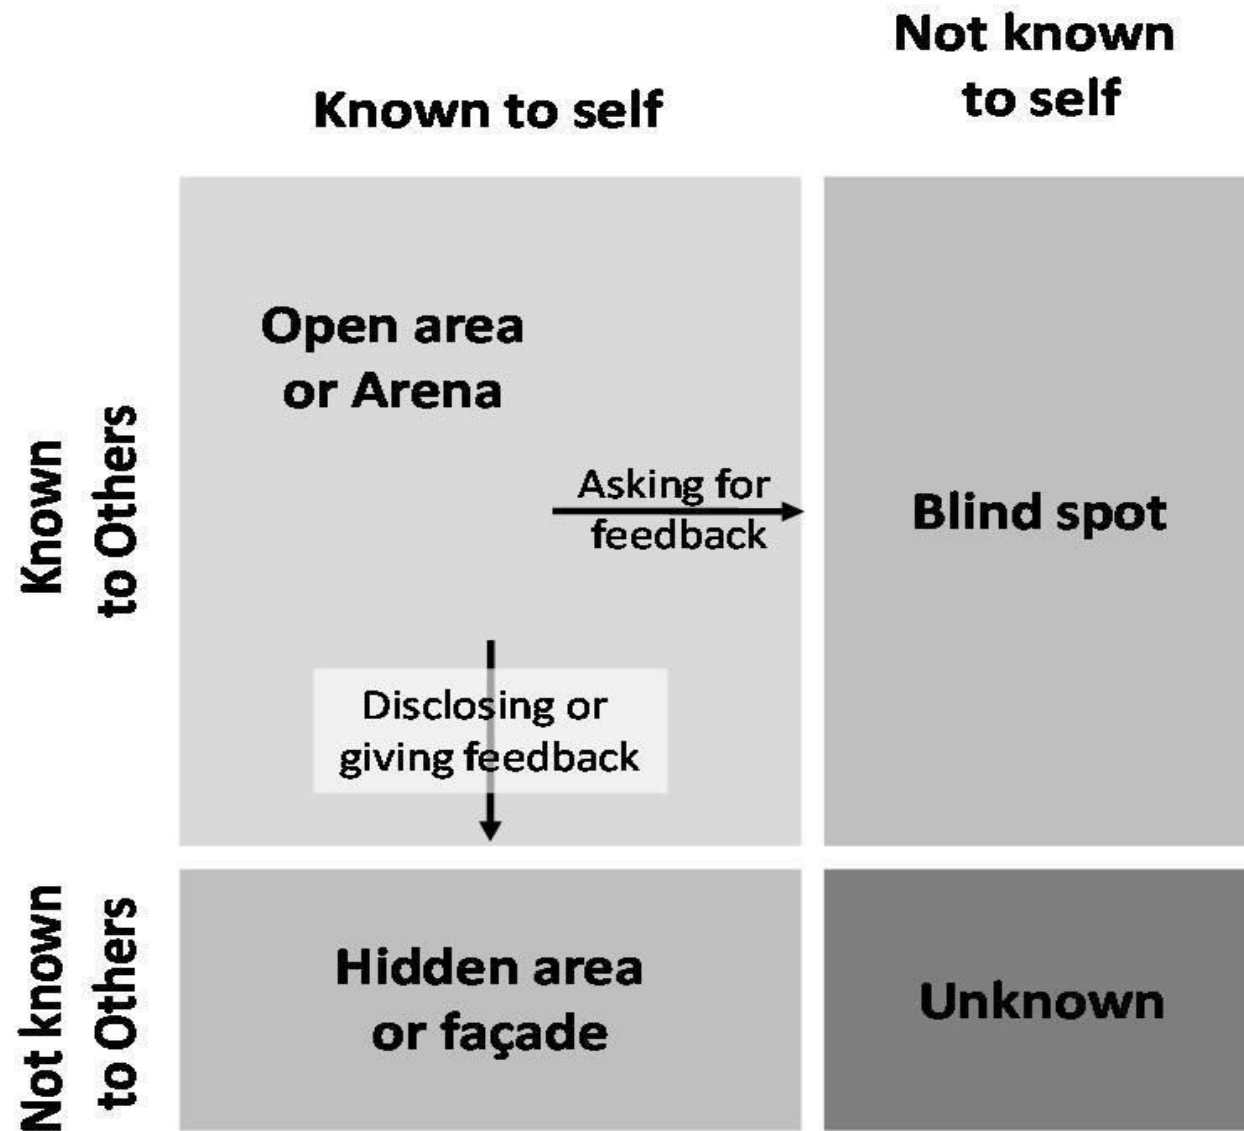 Not known
to self
Known to self
Open area
or Arena
Known
to Others
Asking for
feedback
Blind spot
Disclosing or
giving feedback
Not known
to Others
Hidden area
or façade
Unknown